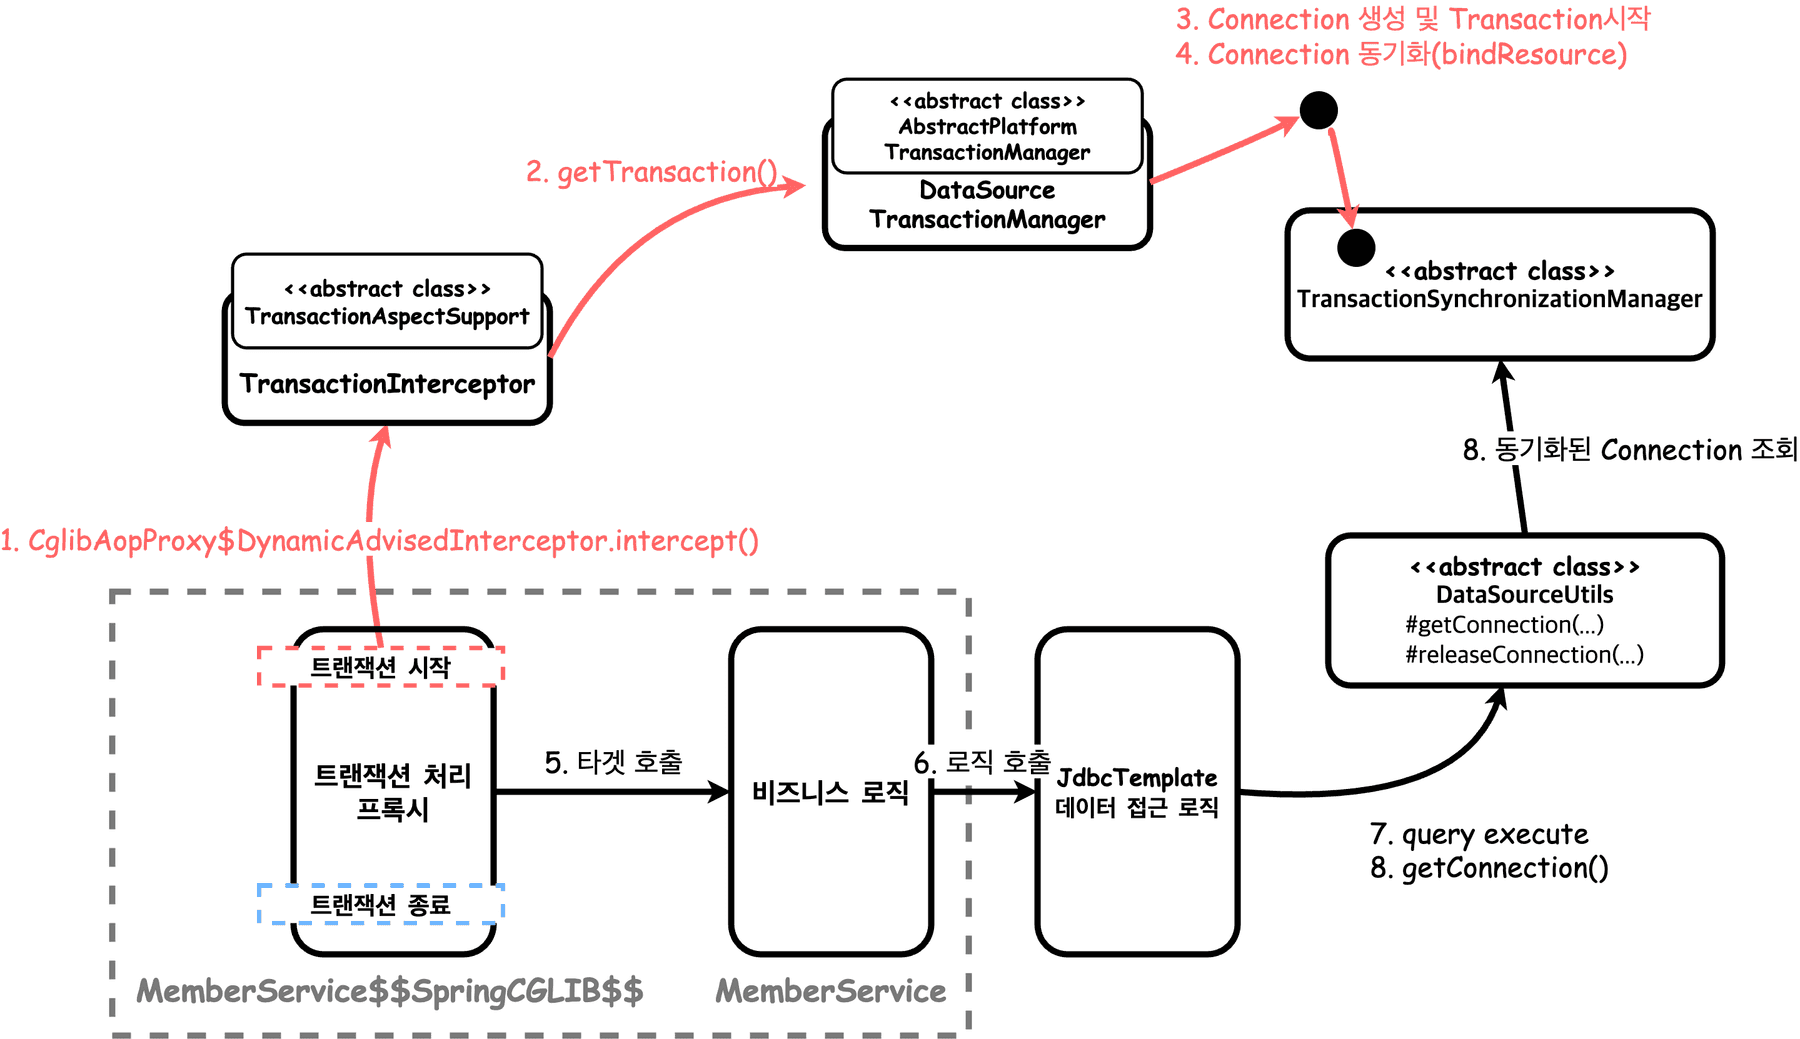 3. Connection 생성 및 Transaction시작
4. Connection 동기화(bindResource)
<<abstract class>>
AbstractPlatform
TransactionManager
DataSource
TransactionManager
2. getTransaction()
<<abstract class>>
TransactionSynchronizationManager
<<abstract class>>
TransactionAspectSupport
TransactionInterceptor
8. 동기화된 Connection 조회
1. CglibAopProxy$DynamicAdvisedInterceptor.intercept()
<<abstract class>>
DataSourceUtils
#getConnection(...)
#releaseConnection(...)
트랜잭션 시작
트랜잭션 처리
프록시
트랜잭션 종료
5. 타겟 호출
비즈니스 로직
6. 로직 호출
JdbcTemplate
데이터 접근 로직
7. query execute
8. getConnection()
MemberService$$SpringCGLIB$$
MemberService